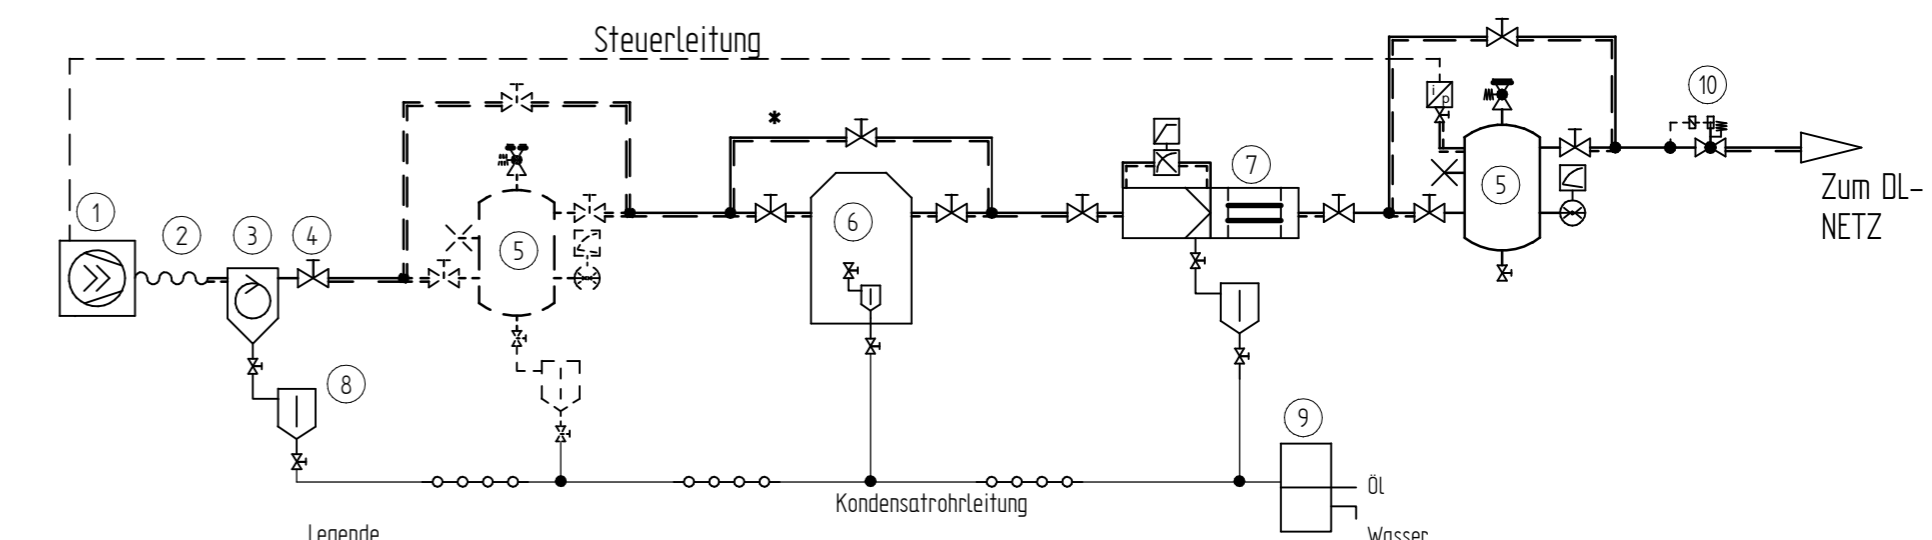 Steuerleitung
*
10
i
p
7
5
Zum DL-
NETZ
1
2
3
4
5
6
8
9
Öl
Kondensatrohrleitung
Legende
Wasser